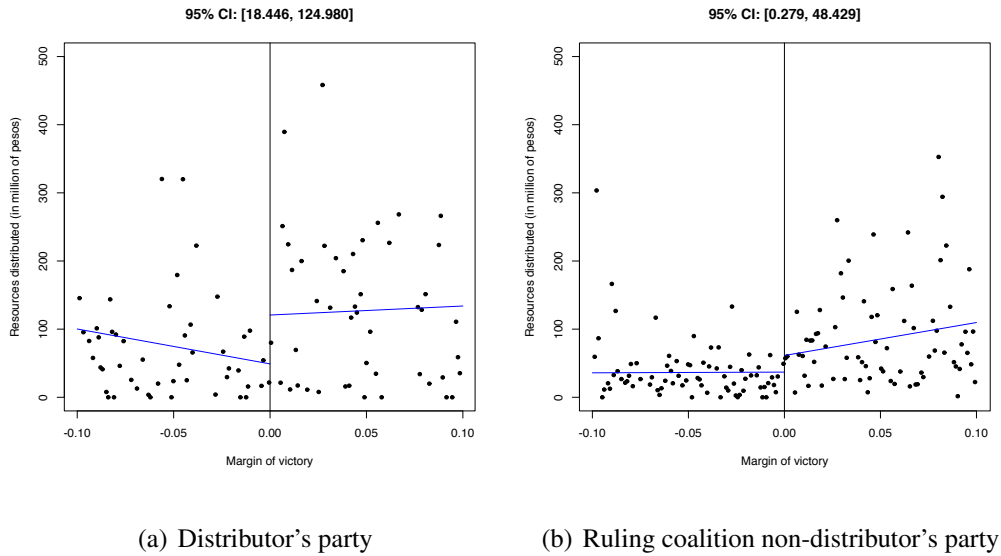 95% CI: [18.446, 124.980]
500
400
300
200
100
0
Resources distributed (in million of pesos)
-0.10
-0.05
0.00
0.05
0.10
Margin of victory
(a) Distributor's party
95% CI: [0.279, 48.429]
500
400
300
200
100
0
Resources distributed (in million of pesos)
-0.10
-0.05
0.00
0.05
0.10
Margin of victory
(b) Ruling coalition non-distributor's party